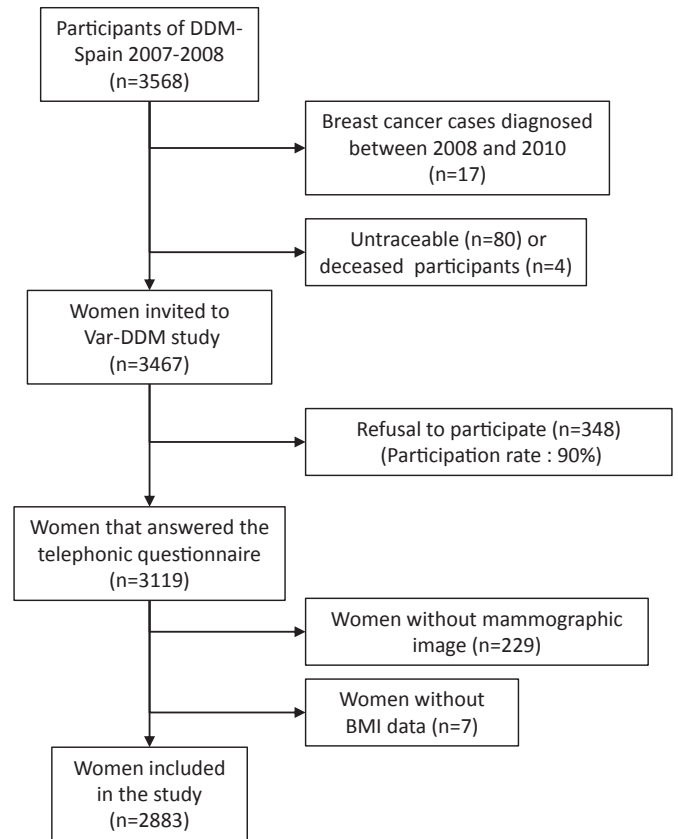 Participants of DDM-
Spain 2007-2008
(n=3568)
Breast cancer cases diagnosed
between 2008 and 2010
(n=17)
Untraceable (n=80) or
deceased participants (n=4)
Women invited to
Var-DDM study
(n=3467)
Refusal to participate (n=348)
(Participation rate : 90%)
Women that answered the
telephonic questionnaire
(n=3119)
Women without mammographic
image (n=229)
Women without
BMI data (n=7)
Women included
in the study
(n=2883)